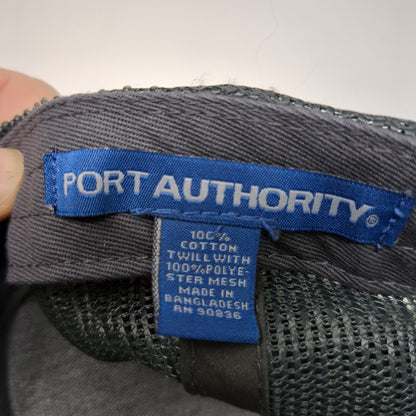 PORT AUTHORITY®
100%
COTTON
TWILL WITH
100% POLYE-
STER MESH
MADE IN
BANGLADESH
RN 90836